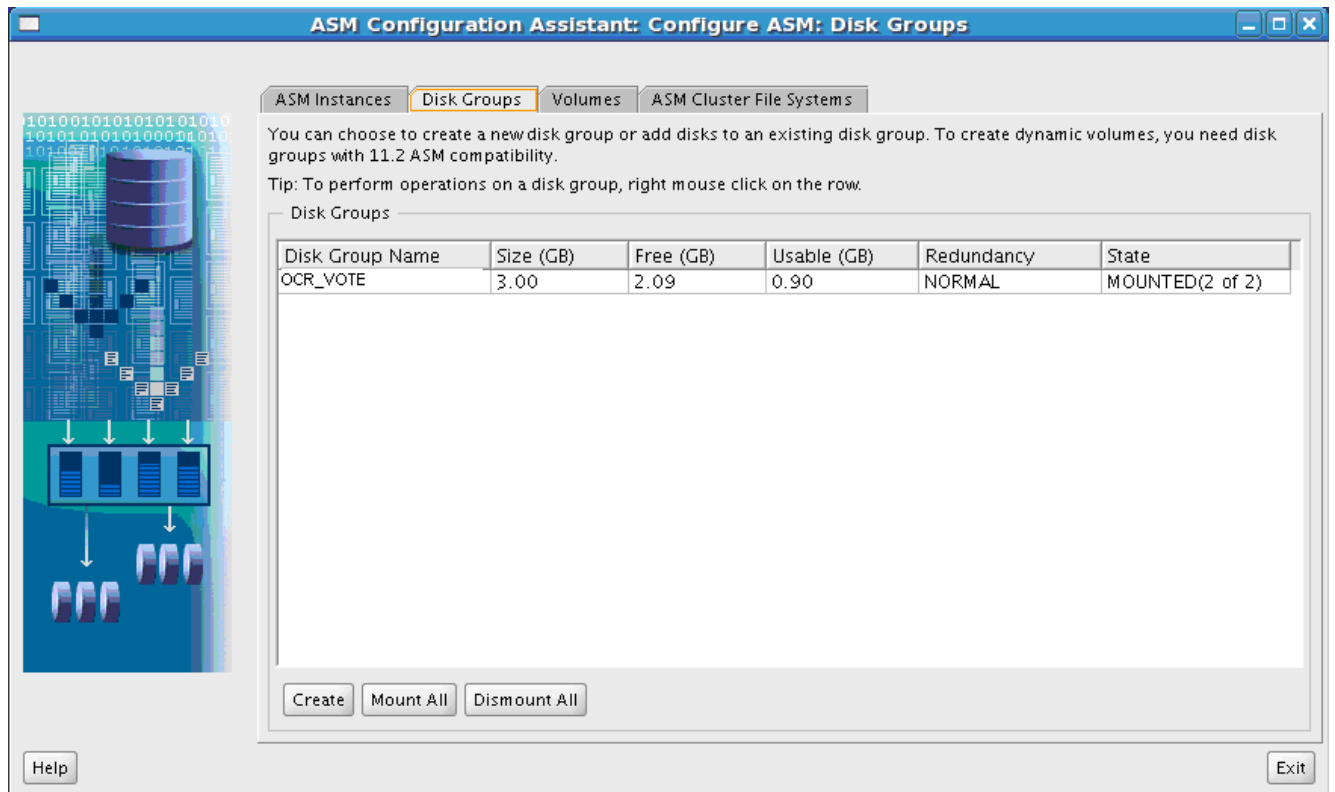 ASM Configuration Assistant: Configure ASM: Disk Groups
ASM Instances Disk Groups Volumes ASM Cluster File Systems
You can choose to create a new disk group or add disks to an existing disk group. To create dynamic volumes, you need disk
groups with 11.2 ASM compatibility.
Tip: To perform operations on a disk group, right mouse click on the row.
Disk Groups
Disk Group Name Size (GB) Free (GB) Usable (GB) Redundancy State
OCR_VOTE 3.00 2.09 0.90 NORMAL MOUNTED(2 of 2)
Create Mount All Dismount All
Help Exit